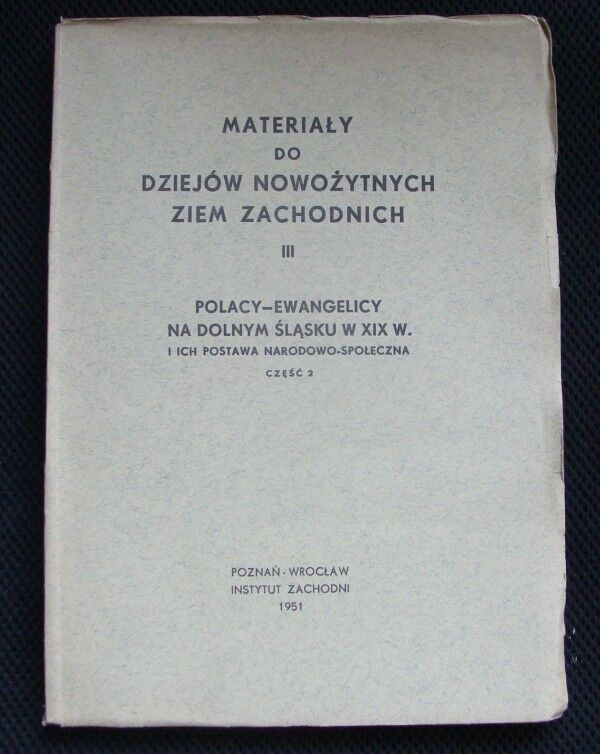 MATERIAŁY
DO
DZIEJÓW NOWOŻYTNYCH
ZIEM ZACHODNICH
III
POLACY–EWANGELICY
NA DOLNYM ŚLĄSKU W XIX W.
I ICH POSTAWA NARODOWO-SPOŁECZNA
CZĘŚĆ 2
POZNAŃ - WROCŁAW
INSTYTUT ZACHODNI
1951